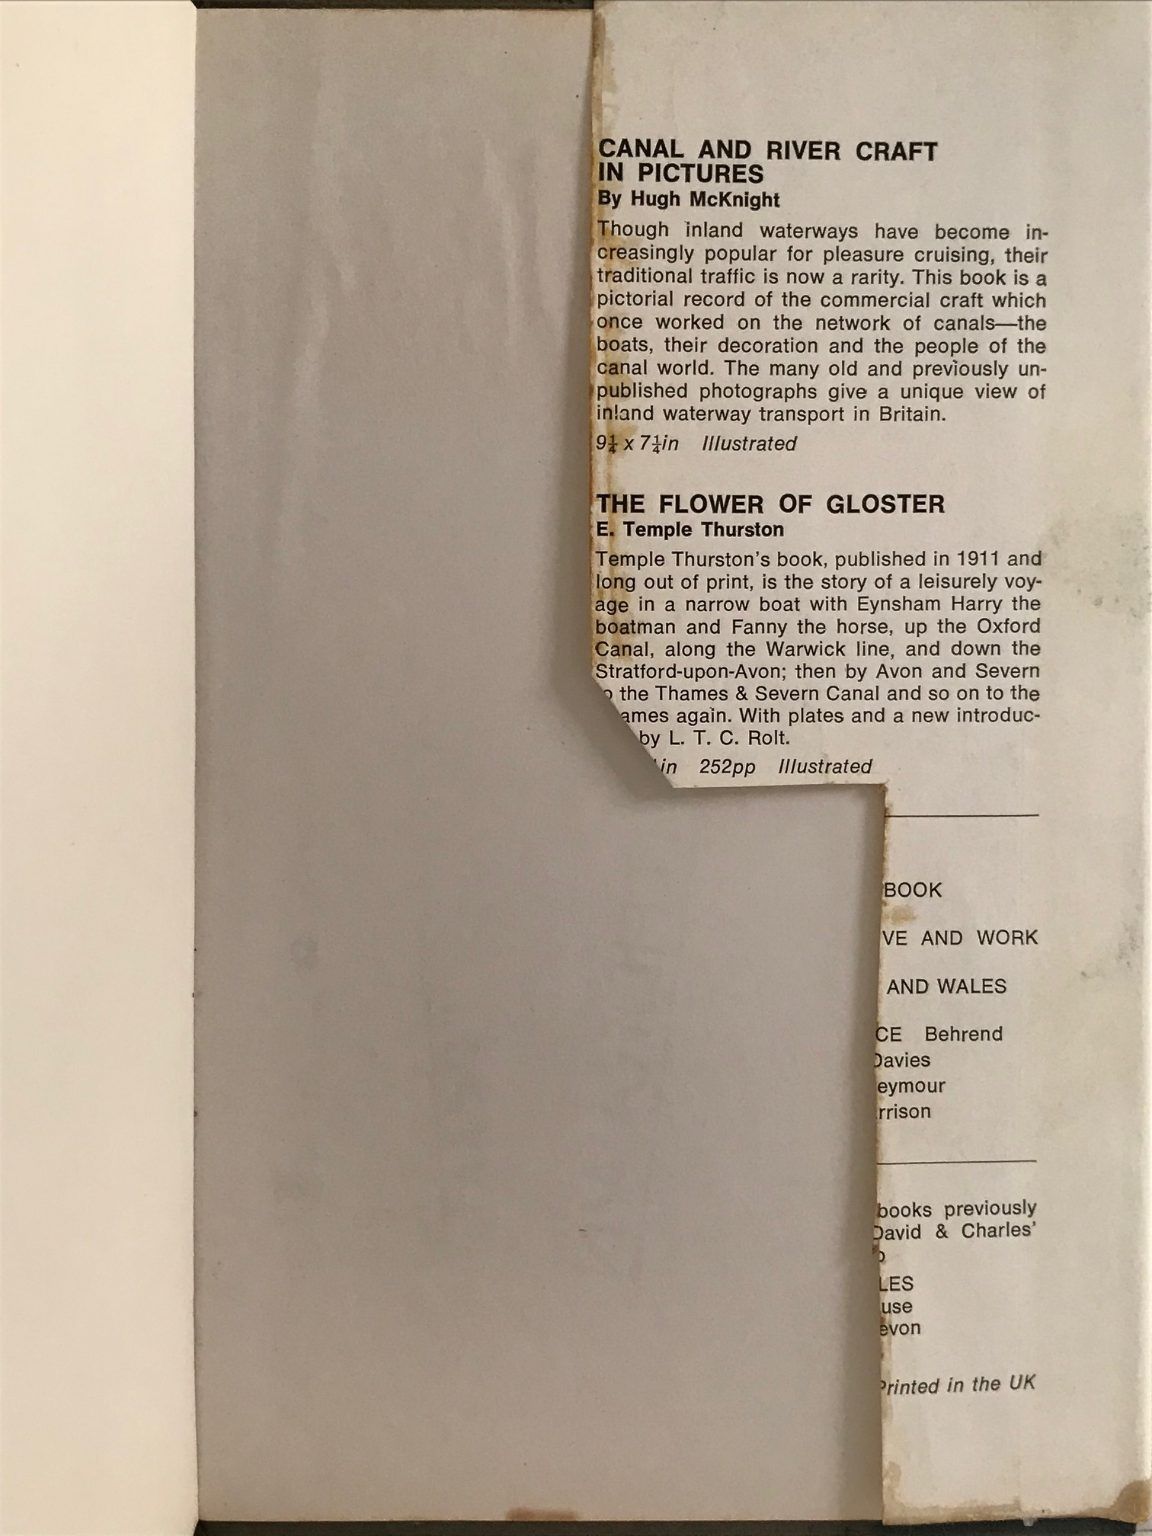 CANAL AND RIVER CRAFT
IN PICTURES
By Hugh McKnight
Though inland waterways have become in-
creasingly popular for pleasure cruising, their
traditional traffic is now a rarity. This book is a
pictorial record of the commercial craft which
once worked on the network of canals—the
boats, their decoration and the people of the
canal world. The many old and previously un-
published photographs give a unique view of
inland waterway transport in Britain.
9¼ x 7¼in Illustrated
THE FLOWER OF GLOSTER
E. Temple Thurston
Temple Thurston's book, published in 1911 and
long out of print, is the story of a leisurely voy-
age in a narrow boat with Eynsham Harry the
boatman and Fanny the horse, up the Oxford
Canal, along the Warwick line, and down the
Stratford-upon-Avon; then by Avon and Severn
o the Thames & Severn Canal and so on to the
ames again. With plates and a new introduc-
by L. T. C. Rolt.
in 252pp Illustrated
BOOK
VE AND WORK
AND WALES
CE Behrend
Davies
eymour
rrison
books previously
David & Charles'
LES
use
evon
Printed in the UK